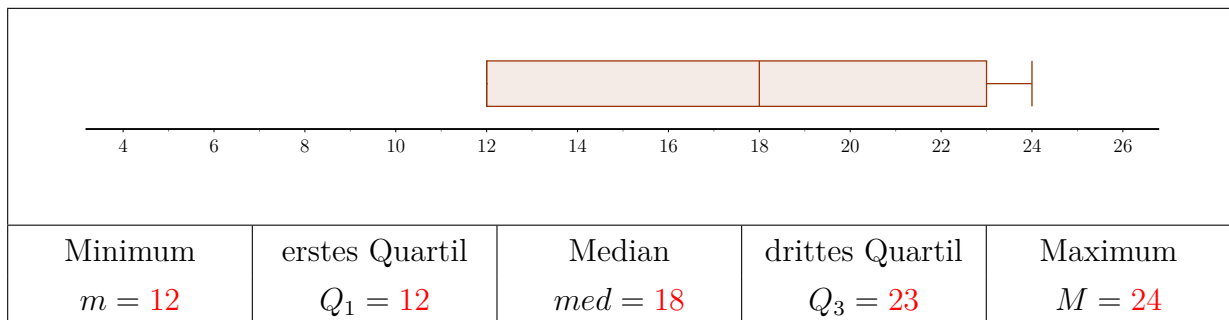 4 6 8 10 12 14 16 18 20 22 24 26
Minimum erstes Quartil Median drittes Quartil Maximum
m = 12 Q₁ = 12 med = 18 Q₃ = 23 M = 24